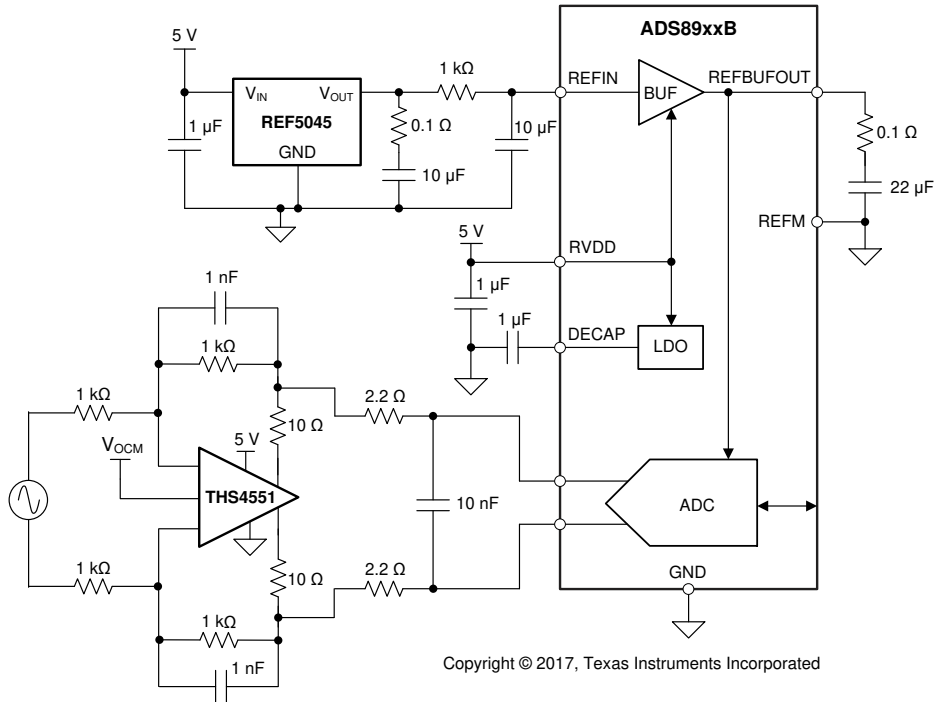 ADS89xxB
5 V
1 kΩ
REFIN
REFBUFOUT
VIN
VOUT
BUF
REF5045
1 µF
0.1 Ω
10 µF
0.1 Ω
GND
10 µF
22 µF
REFM
5 V
RVDD
1 nF
1 µF
1 µF
DECAP
LDO
1 kΩ
1 kΩ
2.2 Ω
10 Ω
VOCM
5 V
THS4551
10 nF
ADC
10 Ω
1 kΩ
2.2 Ω
GND
1 kΩ
1 nF
Copyright © 2017, Texas Instruments Incorporated